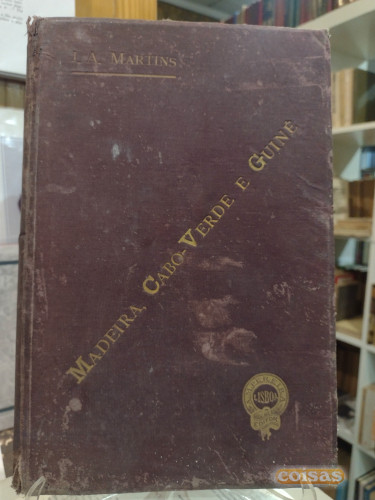 J. A. MARTINS
MADEIRA, CABO-VERDE E GUINÉ
LISBOA
coisas